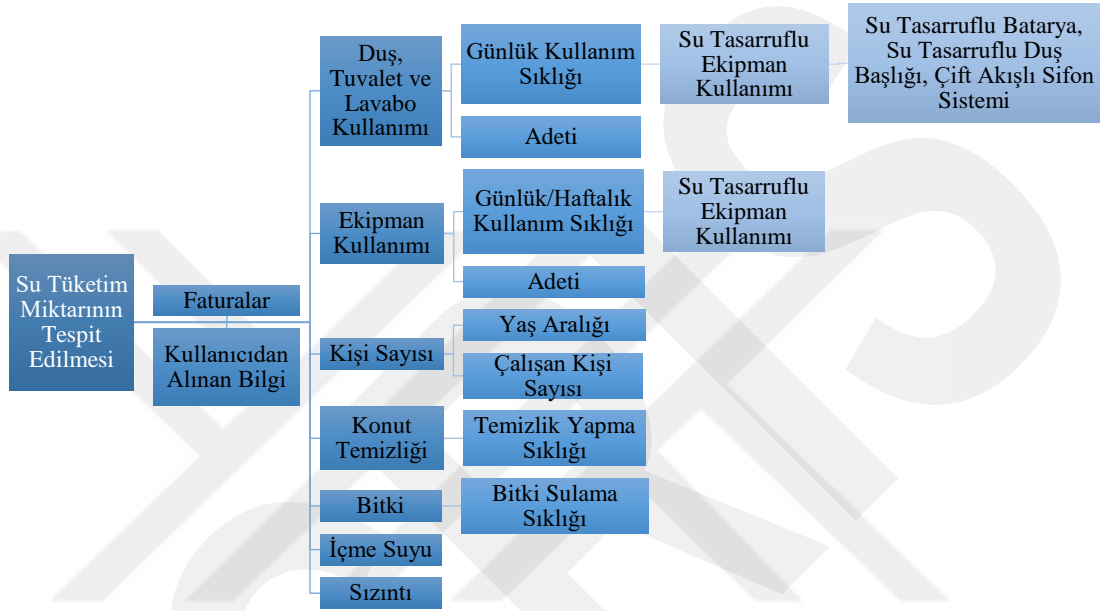 Su Tüketim
Miktarının
Tespit
Edilmesi
Faturalar
Kullanıcıdan
Alınan Bilgi
Duş,
Tuvalet ve
Lavabo
Kullanımı
Günlük Kullanım
Sıklığı
Su Tasarruflu
Ekipman
Kullanımı
Su Tasarruflu Batarya,
Su Tasarruflu Duş
Başlığı, Çift Akışlı Sifon
Sistemi
Adeti
Ekipman
Kullanımı
Günlük/Haftalık
Kullanım Sıklığı
Su Tasarruflu
Ekipman
Kullanımı
Adeti
Kişi Sayısı
Yaş Aralığı
Çalışan Kişi
Sayısı
Konut
Temizliği
Temizlik Yapma
Sıklığı
Bitki
Bitki Sulama
Sıklığı
İçme Suyu
Sızıntı